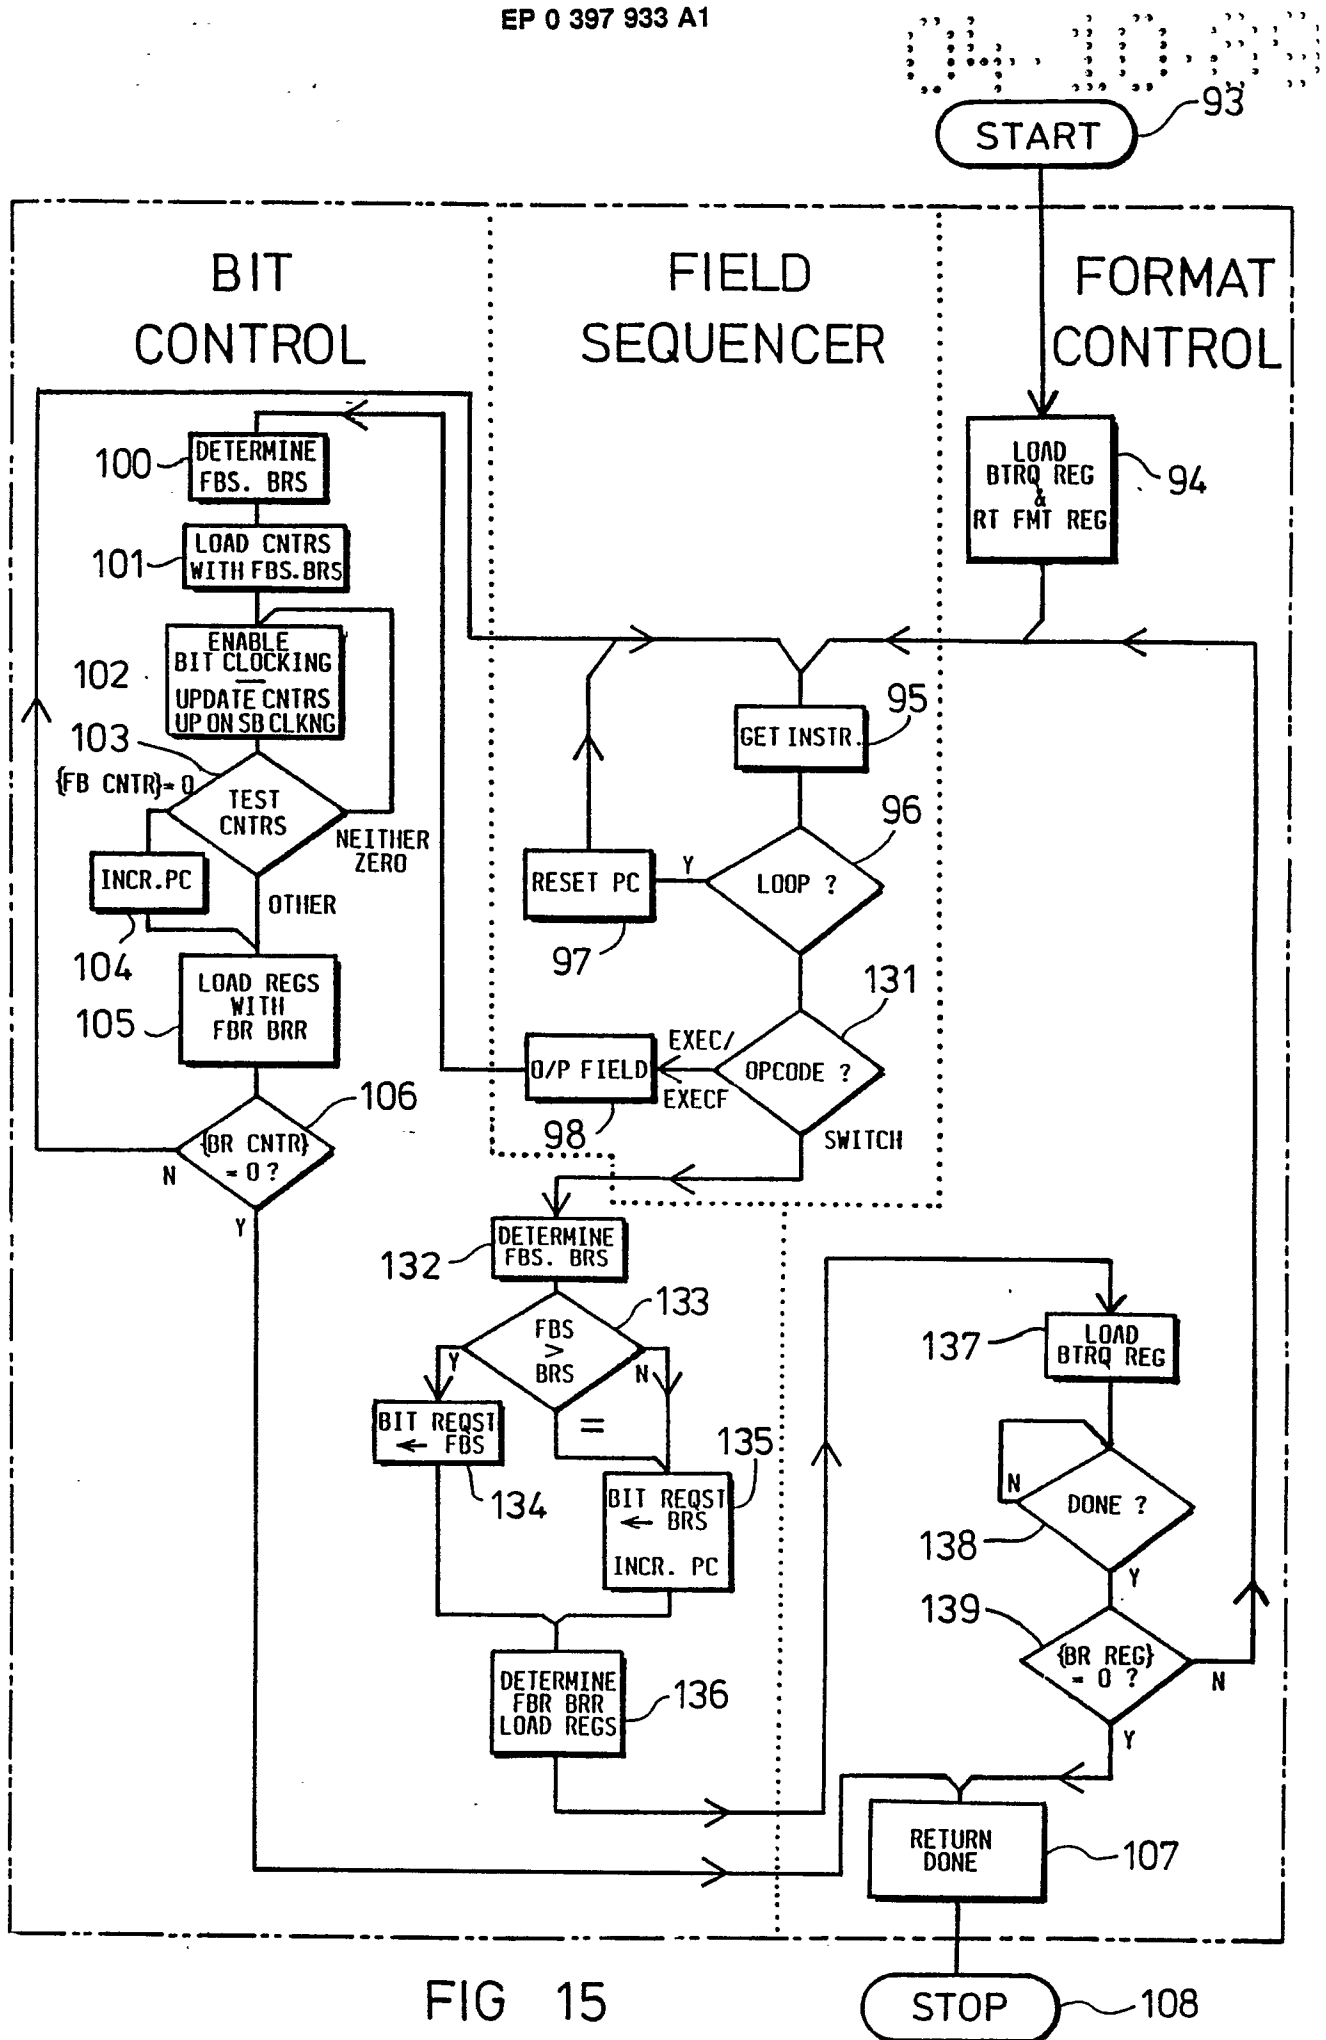 EP 0 397 933 A1
04.10.89
START
93
BIT
CONTROL
FIELD
SEQUENCER
FORMAT
CONTROL
100
DETERMINE
FBS. BRS
101
LOAD CNTRS
WITH FBS.BRS
102
ENABLE
BIT CLOCKING
UPDATE CNTRS
UP ON SB CLKNG
103
{FB CNTR}= 0
TEST
CNTRS
NEITHER
ZERO
INCR.PC
OTHER
104
105
LOAD REGS
WITH
FBR BRR
106
{BR CNTR}
= 0 ?
N
Y
LOAD
BTRQ REG
&
RT FMT REG
94
95
GET INSTR.
96
LOOP ?
Y
RESET PC
97
131
OPCODE ?
EXEC/
EXECF
O/P FIELD
98
SWITCH
132
DETERMINE
FBS. BRS
133
FBS
>
BRS
Y
N
=
BIT REQST
← FBS
134
135
BIT REQST
← BRS
INCR. PC
DETERMINE
FBR BRR
LOAD REGS
136
137
LOAD
BTRQ REG
N
DONE ?
138
Y
139
{BR REG}
= 0 ?
N
Y
RETURN
DONE
107
STOP
108
FIG 15